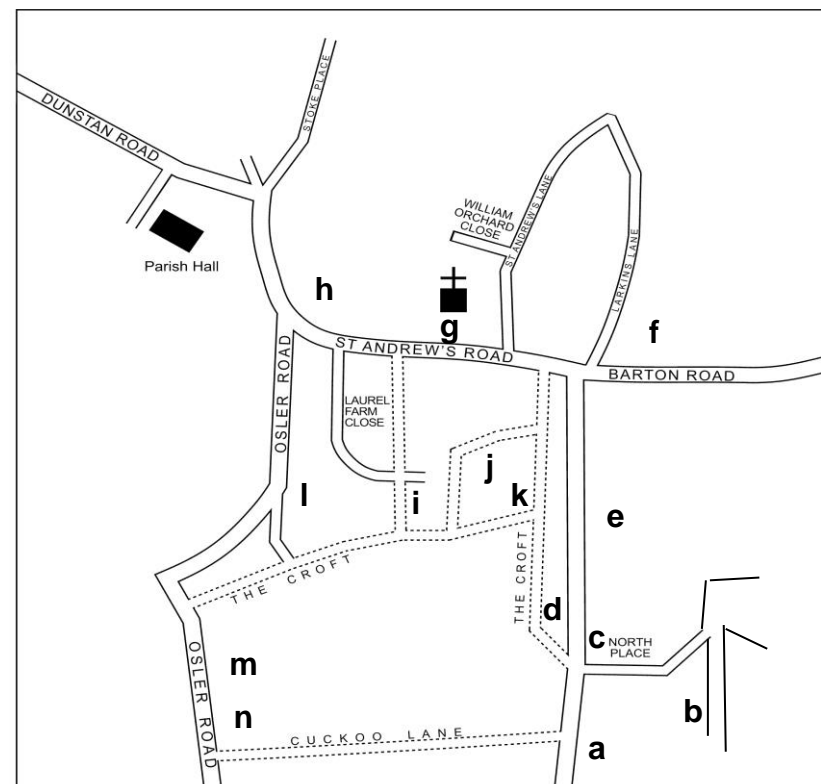 STOKE PLACE
DUNSTAN ROAD
Parish Hall
WILLIAM
ORCHARD
CLOSE
ST ANDREW'S LANE
LARKINS LANE
h
g
f
ST ANDREW'S ROAD
BARTON ROAD
OSLER ROAD
LAUREL
FARM
CLOSE
j
l
i
k
e
THE CROFT
THE CROFT
d
c
NORTH
PLACE
m
b
n
OSLER ROAD
CUCKOO LANE
a